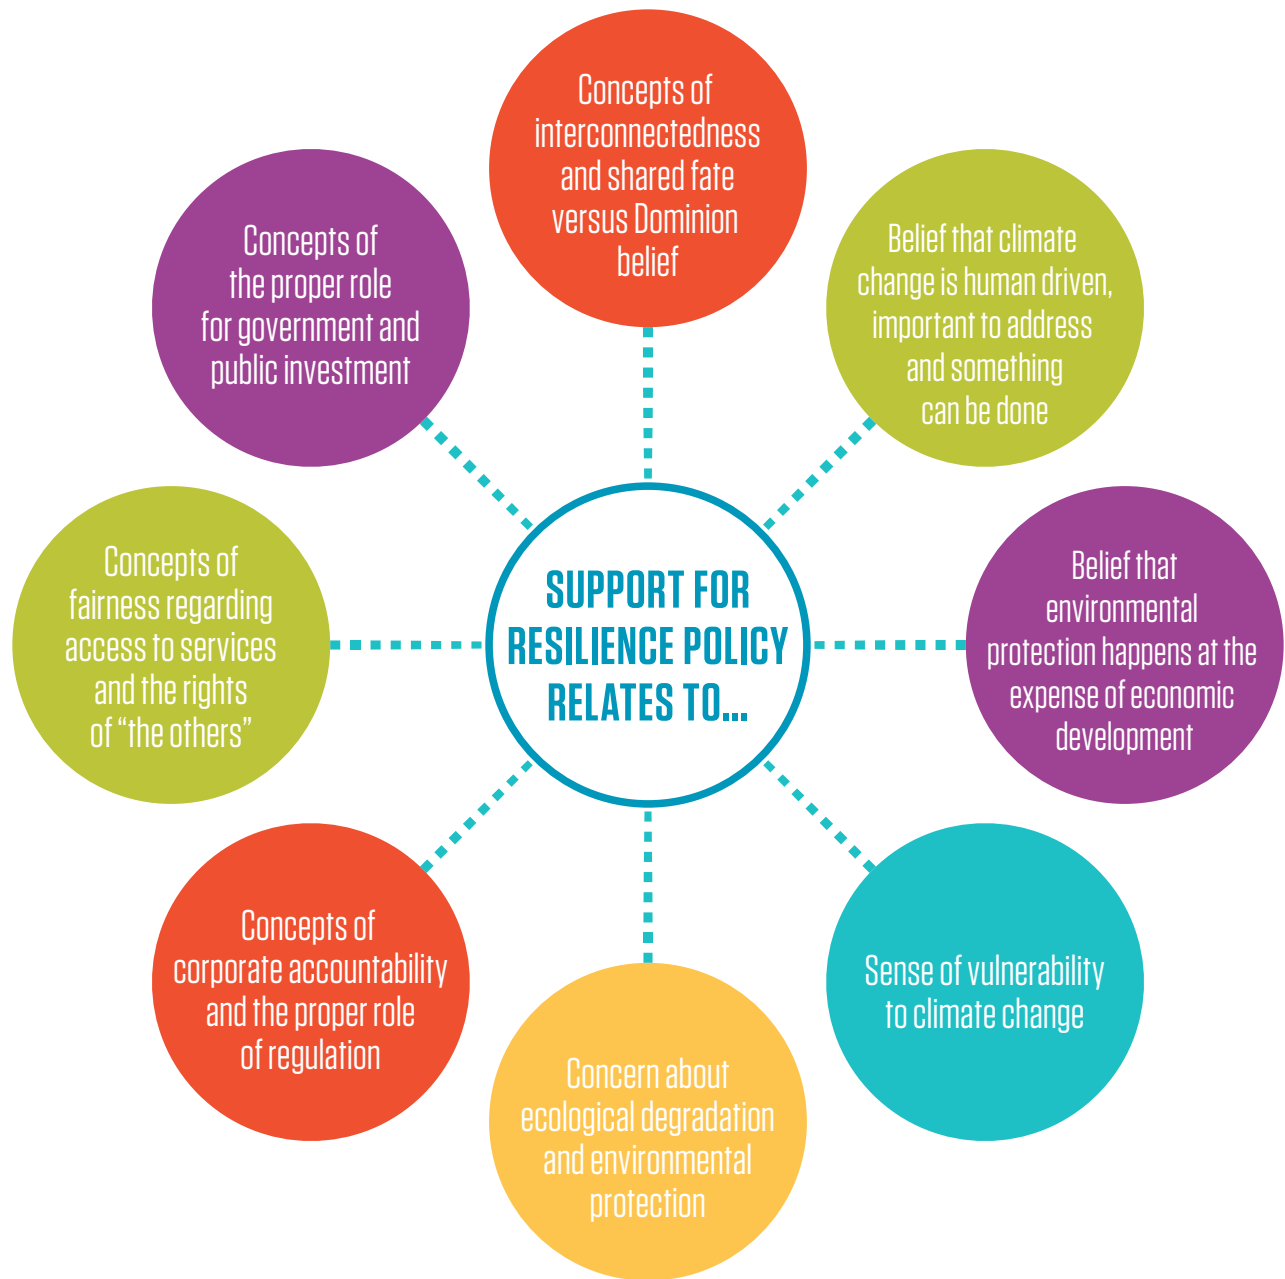 Concepts of
interconnectedness
and shared fate
versus Dominion
belief
Belief that climate
change is human driven,
important to address
and something
can be done
Belief that
environmental
protection happens at the
expense of economic
development
Sense of vulnerability
to climate change
Concern about
ecological degradation
and environmental
protection
Concepts of
corporate accountability
and the proper role
of regulation
Concepts of
fairness regarding
access to services
and the rights
of “the others”
Concepts of
the proper role
for government and
public investment
SUPPORT FOR
RESILIENCE POLICY
RELATES TO...